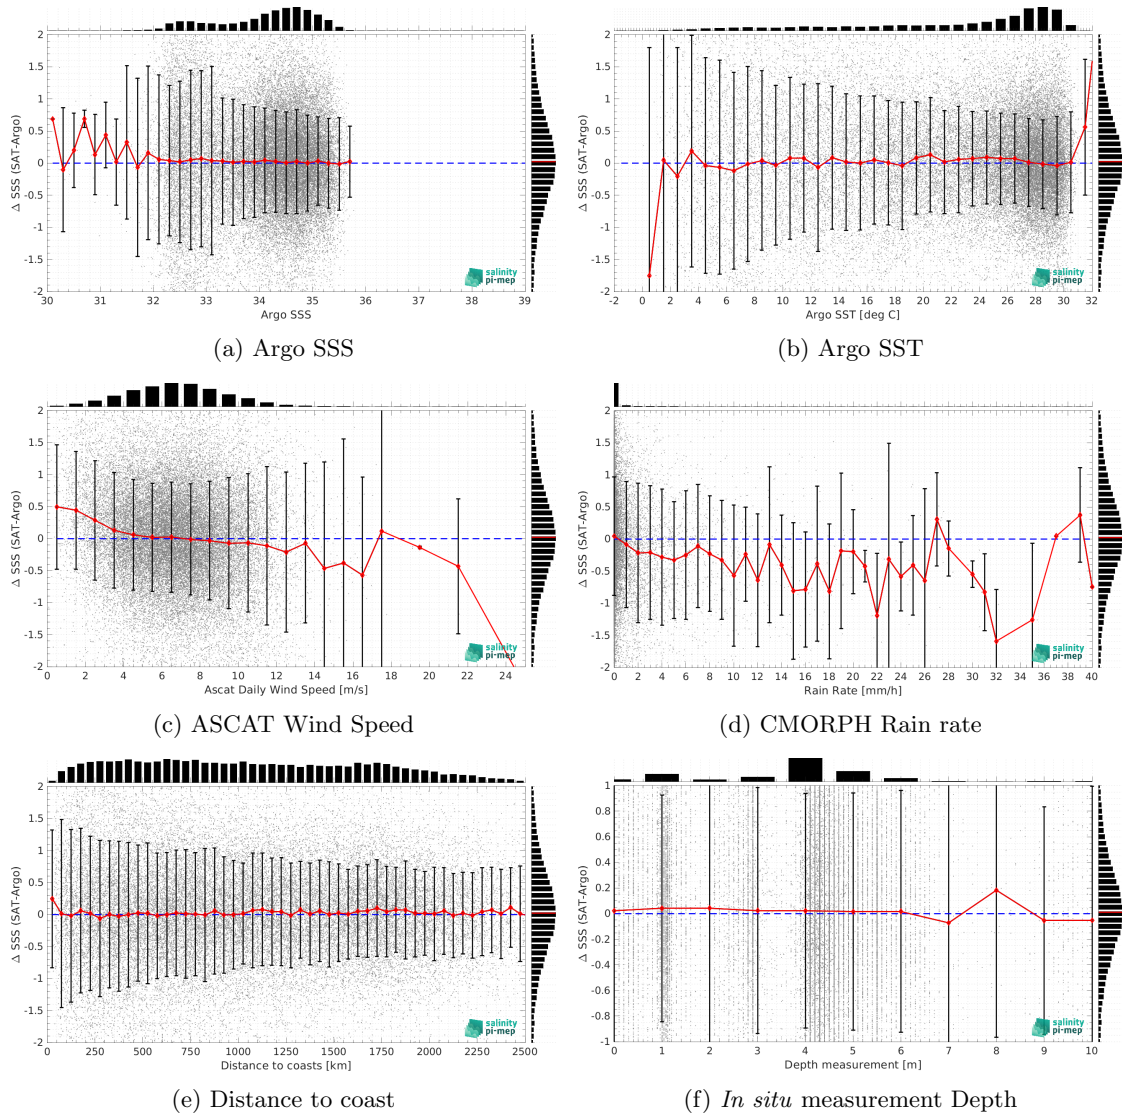 2
1.5
1
0.5
0
-0.5
-1
-1.5
-2
Δ SSS (SAT-Argo)
30 31 32 33 34 35 36 37 38 39
Argo SSS
salinity
pi-mep
(a) Argo SSS
2
1.5
1
0.5
0
-0.5
-1
-1.5
-2
Δ SSS (SAT-Argo)
-2 0 2 4 6 8 10 12 14 16 18 20 22 24 26 28 30 32
Argo SST [deg C]
salinity
pi-mep
(b) Argo SST
2
1.5
1
0.5
0
-0.5
-1
-1.5
-2
Δ SSS (SAT-Argo)
0 2 4 6 8 10 12 14 16 18 20 22 24
Ascat Daily Wind Speed [m/s]
salinity
pi-mep
(c) ASCAT Wind Speed
2
1.5
1
0.5
0
-0.5
-1
-1.5
-2
Δ SSS (SAT-Argo)
0 2 4 6 8 10 12 14 16 18 20 22 24 26 28 30 32 34 36 38 40
Rain Rate [mm/h]
salinity
pi-mep
(d) CMORPH Rain rate
2
1.5
1
0.5
0
-0.5
-1
-1.5
-2
Δ SSS (SAT-Argo)
0 250 500 750 1000 1250 1500 1750 2000 2250 2500
Distance to coasts [km]
salinity
pi-mep
(e) Distance to coast
1
0.8
0.6
0.4
0.2
0
-0.2
-0.4
-0.6
-0.8
-1
Δ SSS (SAT-Argo)
0 1 2 3 4 5 6 7 8 9 10
Depth measurement [m]
salinity
pi-mep
(f) In situ measurement Depth